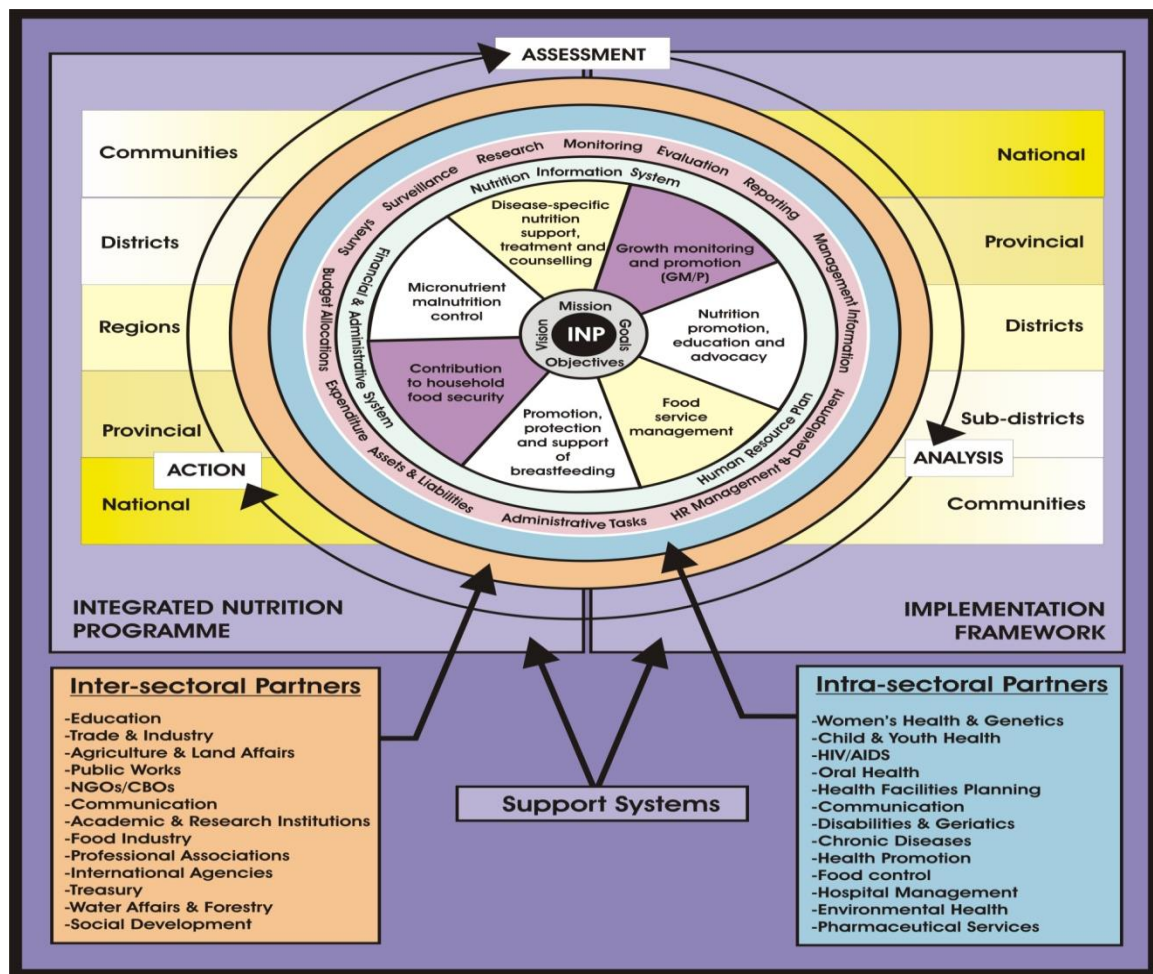 ASSESSMENT
Communities
Districts
Regions
Provincial
National
ACTION
National
Provincial
Districts
Sub-districts
ANALYSIS
Communities
Surveys Surveillance Research Monitoring Evaluation Reporting Management Information
Budget Allocations Expenditure Assets & Liabilities Administrative Tasks HR Management & Development
Nutrition Information System
Financial & Administrative System
Human Resource Plan
Disease-specific
nutrition
support,
treatment and
counselling
Growth monitoring
and promotion
(GM/P)
Micronutrient
malnutrition
control
Nutrition
promotion,
education and
advocacy
Contribution
to household
food security
Food
service
management
Promotion,
protection
and support
of
breastfeeding
Mission
Vision
INP
Goals
Objectives
INTEGRATED NUTRITION
PROGRAMME
IMPLEMENTATION
FRAMEWORK
Inter-sectoral Partners
-Education
-Trade & Industry
-Agriculture & Land Affairs
-Public Works
-NGOs/CBOs
-Communication
-Academic & Research Institutions
-Food Industry
-Professional Associations
-International Agencies
-Treasury
-Water Affairs & Forestry
-Social Development
Support Systems
Intra-sectoral Partners
-Women's Health & Genetics
-Child & Youth Health
-HIV/AIDS
-Oral Health
-Health Facilities Planning
-Communication
-Disabilities & Geriatics
-Chronic Diseases
-Health Promotion
-Food control
-Hospital Management
-Environmental Health
-Pharmaceutical Services